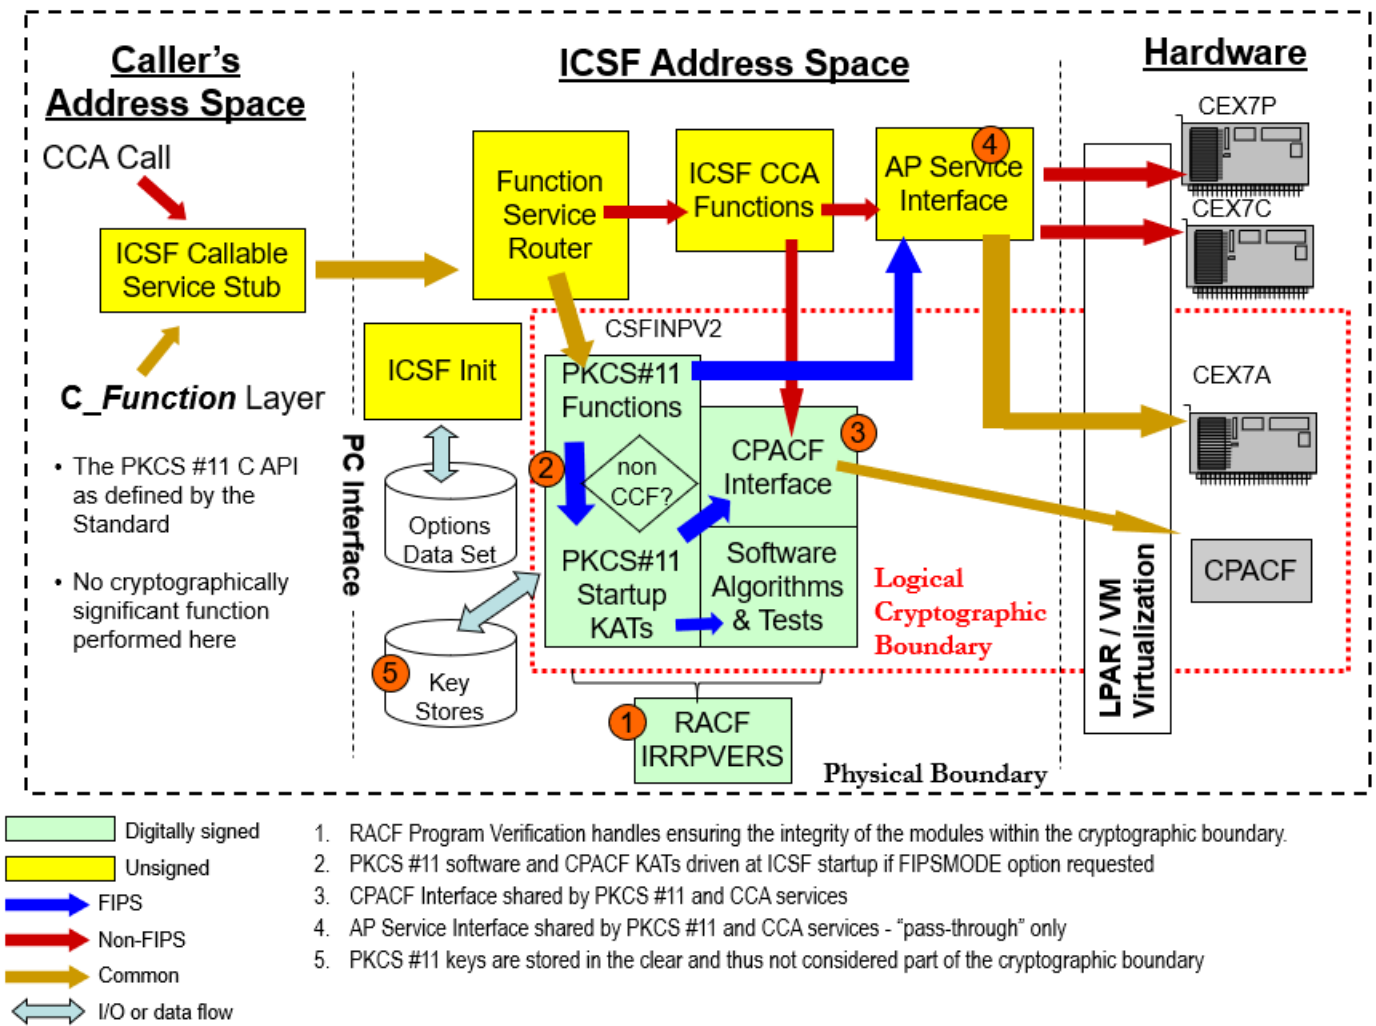 Caller's
Address Space
ICSF Address Space
Hardware
CCA Call
ICSF Callable
Service Stub
C_Function Layer
• The PKCS #11 C API
as defined by the
Standard
• No cryptographically
significant function
performed here
PC Interface
Function
Service
Router
ICSF CCA
Functions
4
AP Service
Interface
CEX7P
CEX7C
CEX7A
CPACF
LPAR / VM
Virtualization
ICSF Init
Options
Data Set
5
Key
Stores
CSFINPV2
PKCS#11
Functions
2
non
CCF?
PKCS#11
Startup
KATs
3
CPACF
Interface
Software
Algorithms
& Tests
Logical
Cryptographic
Boundary
1
RACF
IRRPVERS
Physical Boundary
Digitally signed
Unsigned
FIPS
Non-FIPS
Common
I/O or data flow
1. RACF Program Verification handles ensuring the integrity of the modules within the cryptographic boundary.
2. PKCS #11 software and CPACF KATs driven at ICSF startup if FIPSMODE option requested
3. CPACF Interface shared by PKCS #11 and CCA services
4. AP Service Interface shared by PKCS #11 and CCA services - “pass-through” only
5. PKCS #11 keys are stored in the clear and thus not considered part of the cryptographic boundary